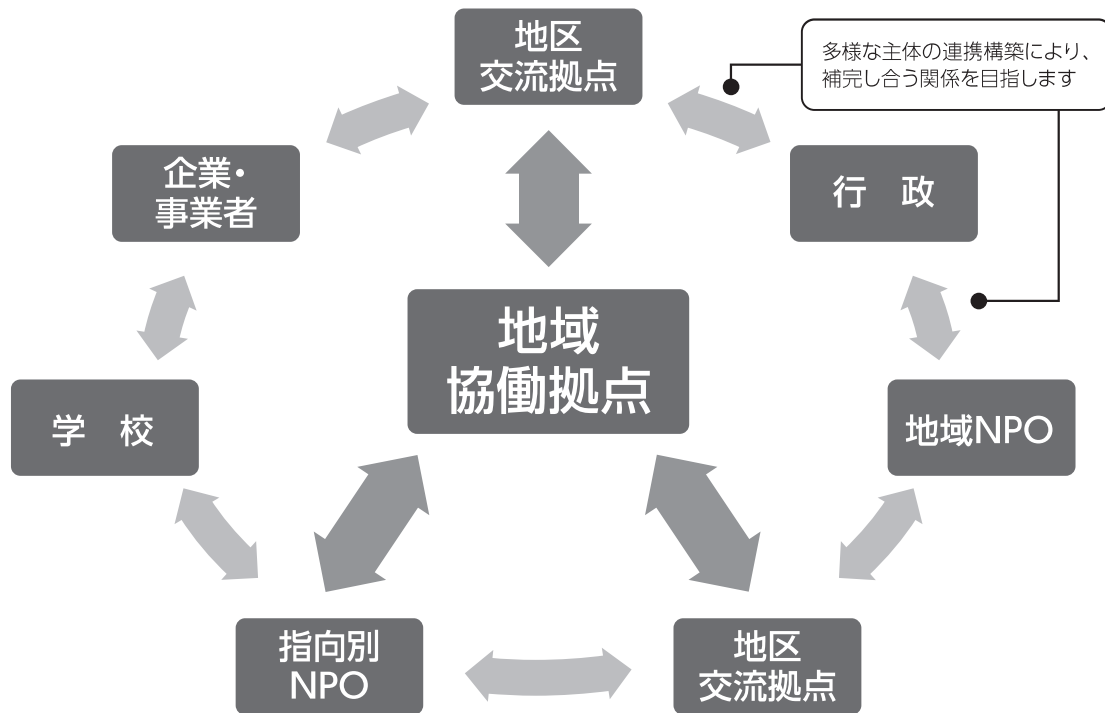 地区
交流拠点
多様な主体の連携構築により、
補完し合う関係を目指します
企業・
事業者
行　政
地域
協働拠点
学　校
地域NPO
指向別
NPO
地区
交流拠点